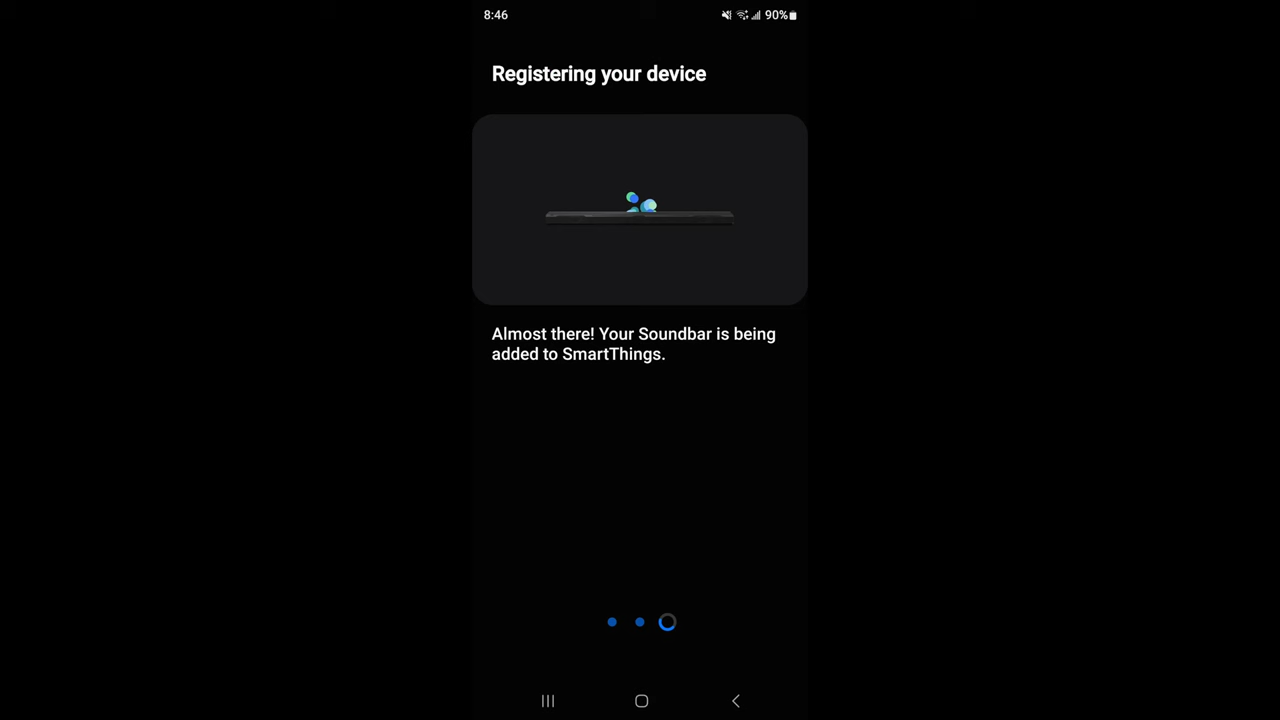 8:46
90%
Registering your device
Almost there! Your Soundbar is being
added to SmartThings.